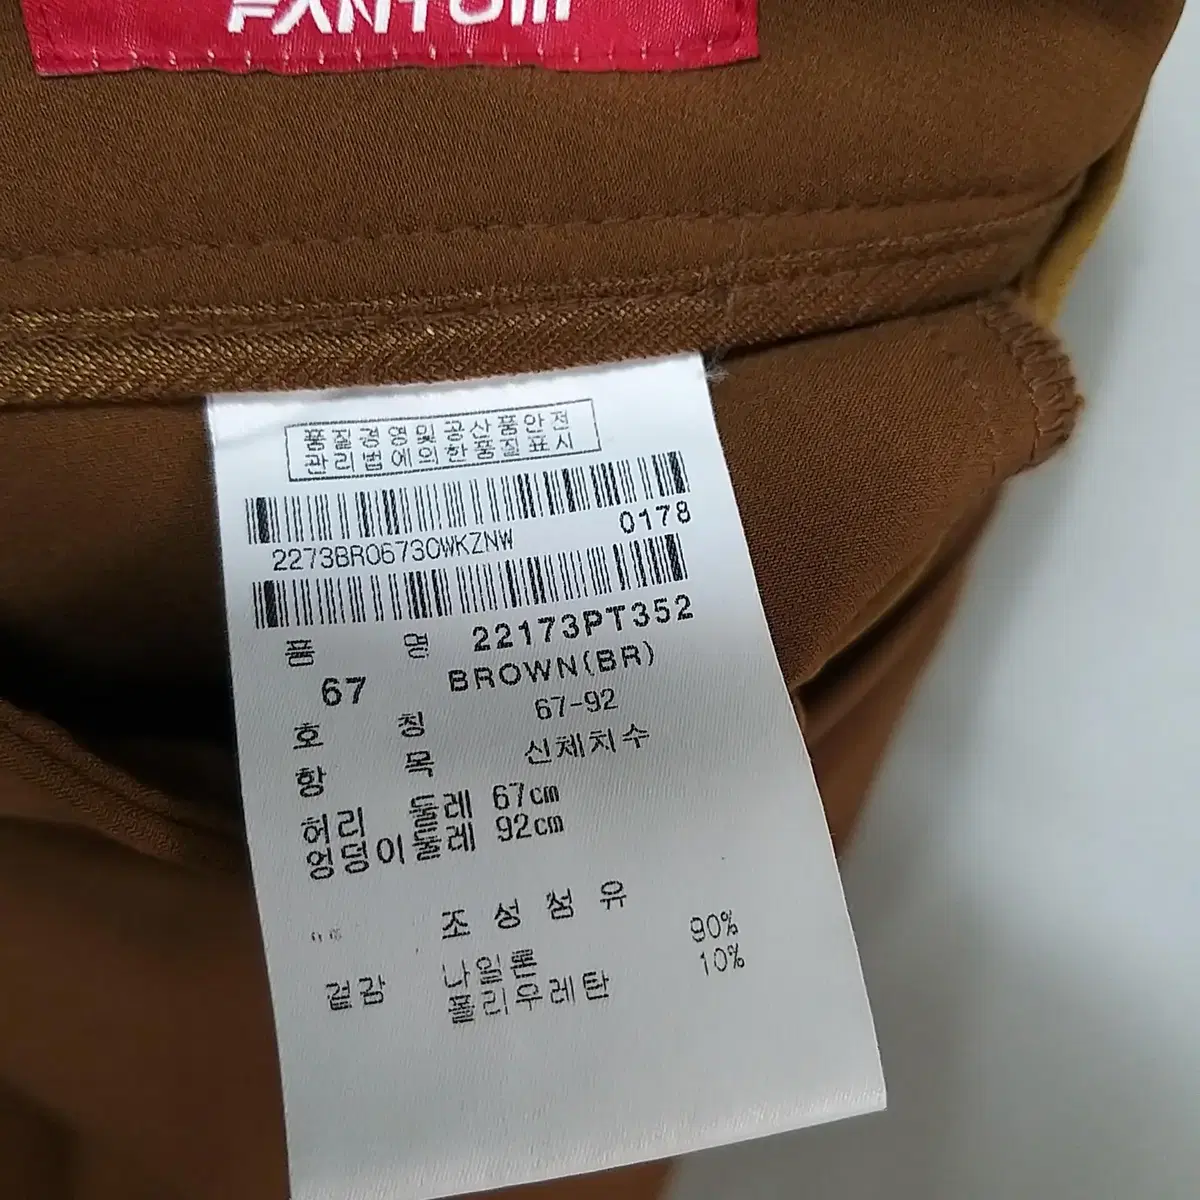 FANTOM
품질경영및공산품안전
관리법에의한품질표시
0178
2273BR06730WKZNW
품 명 22173PT352
67 BROWN(BR)
호 칭 67-92
항 목 신체치수
허리 둘레 67cm
엉덩이둘레 92cm
조성섬유
겉감 나일론 90%
폴리우레탄 10%